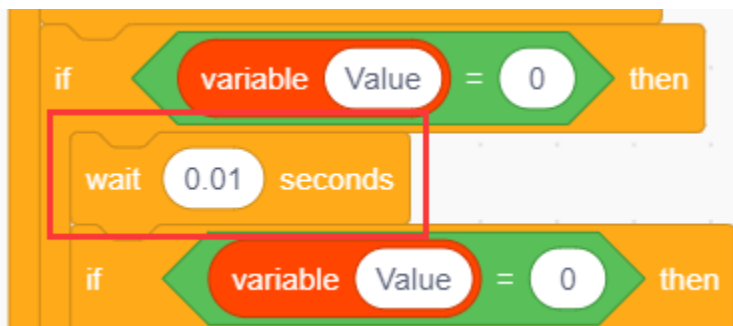 if variable Value = 0 then
wait 0.01 seconds
if variable Value = 0 then